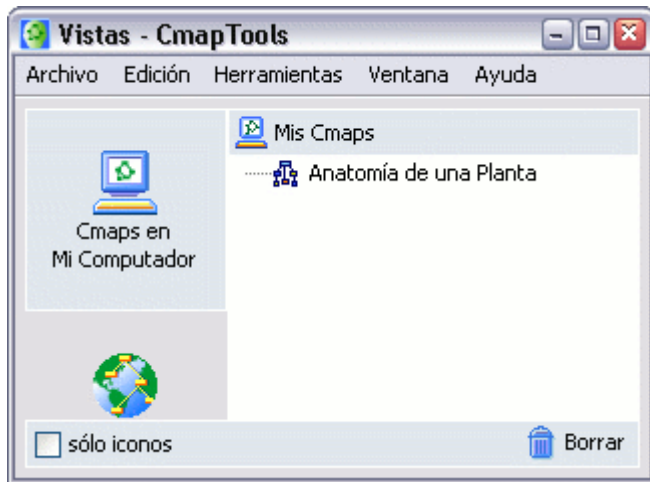 Vistas - CmapTools
Archivo Edición Herramientas Ventana Ayuda
Mis Cmaps
Anatomía de una Planta
Cmaps en
Mi Computador
sólo iconos
Borrar